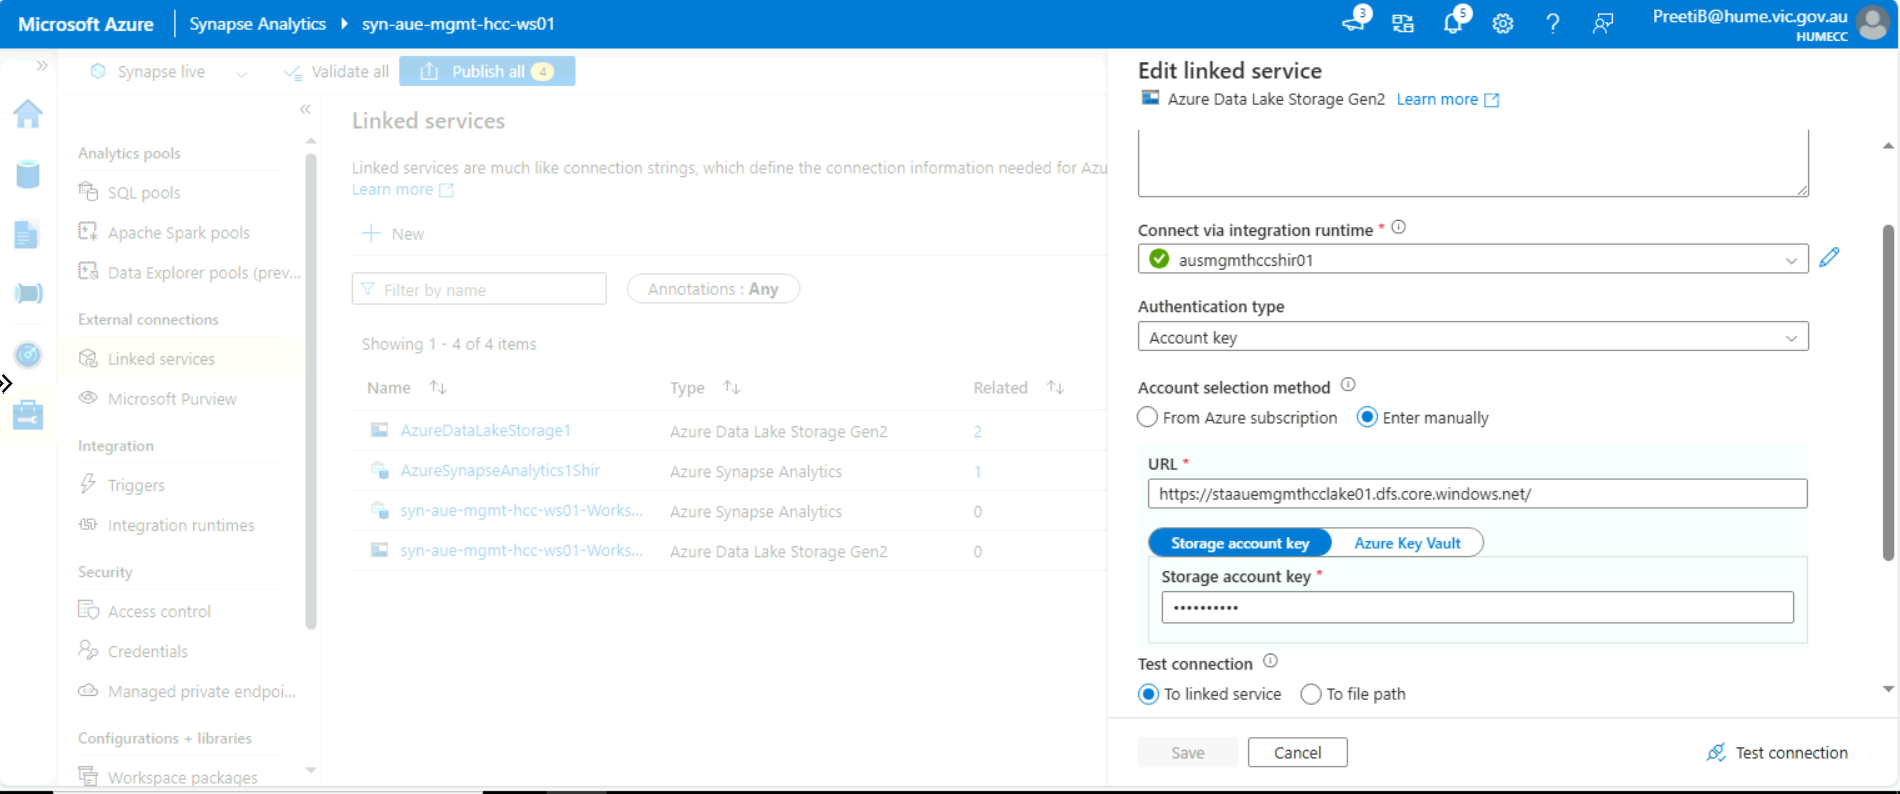 Microsoft Azure
Synapse Analytics
syn-aue-mgmt-hcc-ws01
3
5
PreetiB@hume.vic.gov.au
HUMECC
Synapse live
Validate all
Publish all 4
Analytics pools
SQL pools
Apache Spark pools
Data Explorer pools (prev...
External connections
Linked services
Microsoft Purview
Integration
Triggers
Integration runtimes
Security
Access control
Credentials
Managed private endpoi...
Configurations + libraries
Workspace packages
Linked services
Linked services are much like connection strings, which define the connection information needed for Azu
Learn more
New
Filter by name
Annotations : Any
Showing 1 - 4 of 4 items
Name Type Related
AzureDataLakeStorage1 Azure Data Lake Storage Gen2 2
AzureSynapseAnalytics1Shir Azure Synapse Analytics 1
syn-aue-mgmt-hcc-ws01-Works... Azure Synapse Analytics 0
syn-aue-mgmt-hcc-ws01-Works... Azure Data Lake Storage Gen2 0
Edit linked service
Azure Data Lake Storage Gen2 Learn more
Connect via integration runtime *
ausmgmthccshir01
Authentication type
Account key
Account selection method
From Azure subscription Enter manually
URL *
https://staauemgmthcclake01.dfs.core.windows.net/
Storage account key Azure Key Vault
Storage account key *
••••••••••
Test connection
To linked service To file path
Save Cancel Test connection